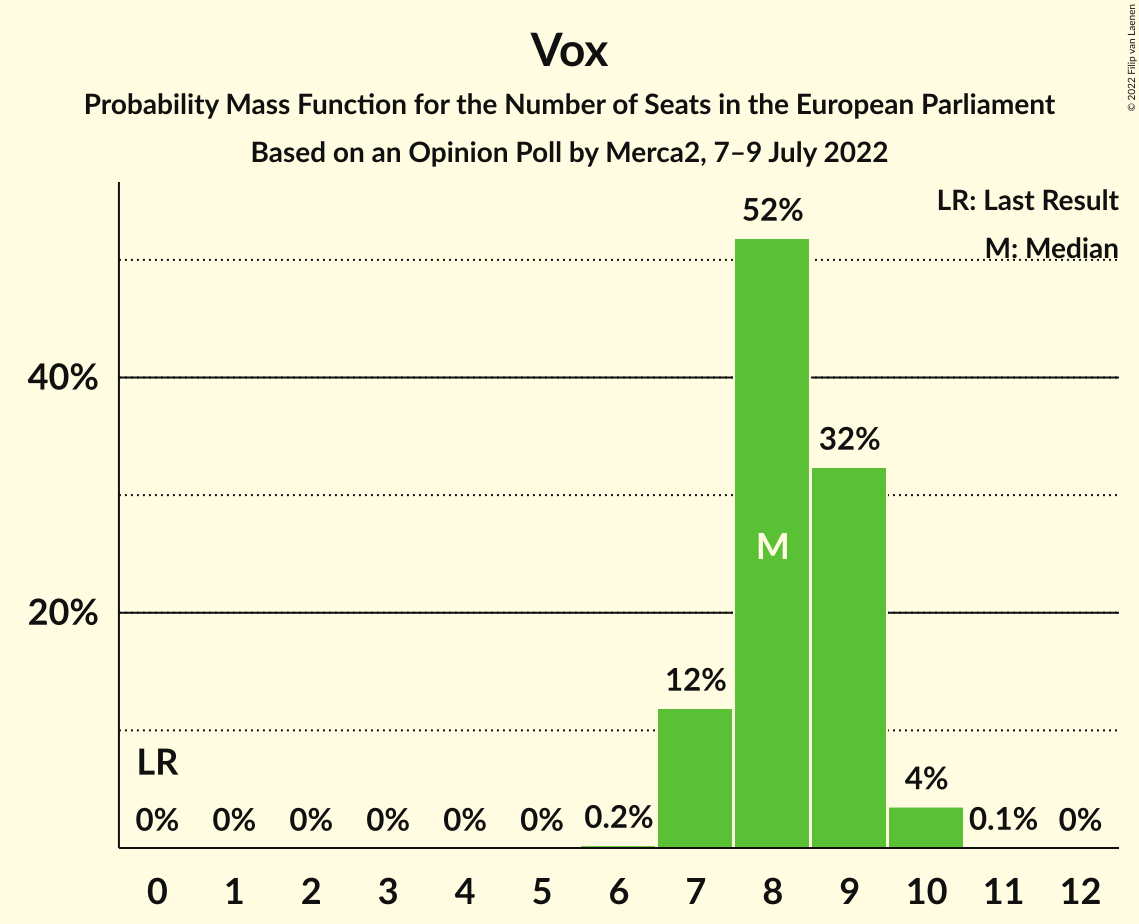 Vox
Probability Mass Function for the Number of Seats in the European Parliament
Based on an Opinion Poll by Merca2, 7–9 July 2022
© 2022 Filip van Laenen
LR: Last Result
M: Median
52%
40%
32%
M
20%
12%
LR
4%
0% 0% 0% 0% 0% 0% 0.2% 0.1% 0%
0 1 2 3 4 5 6 7 8 9 10 11 12